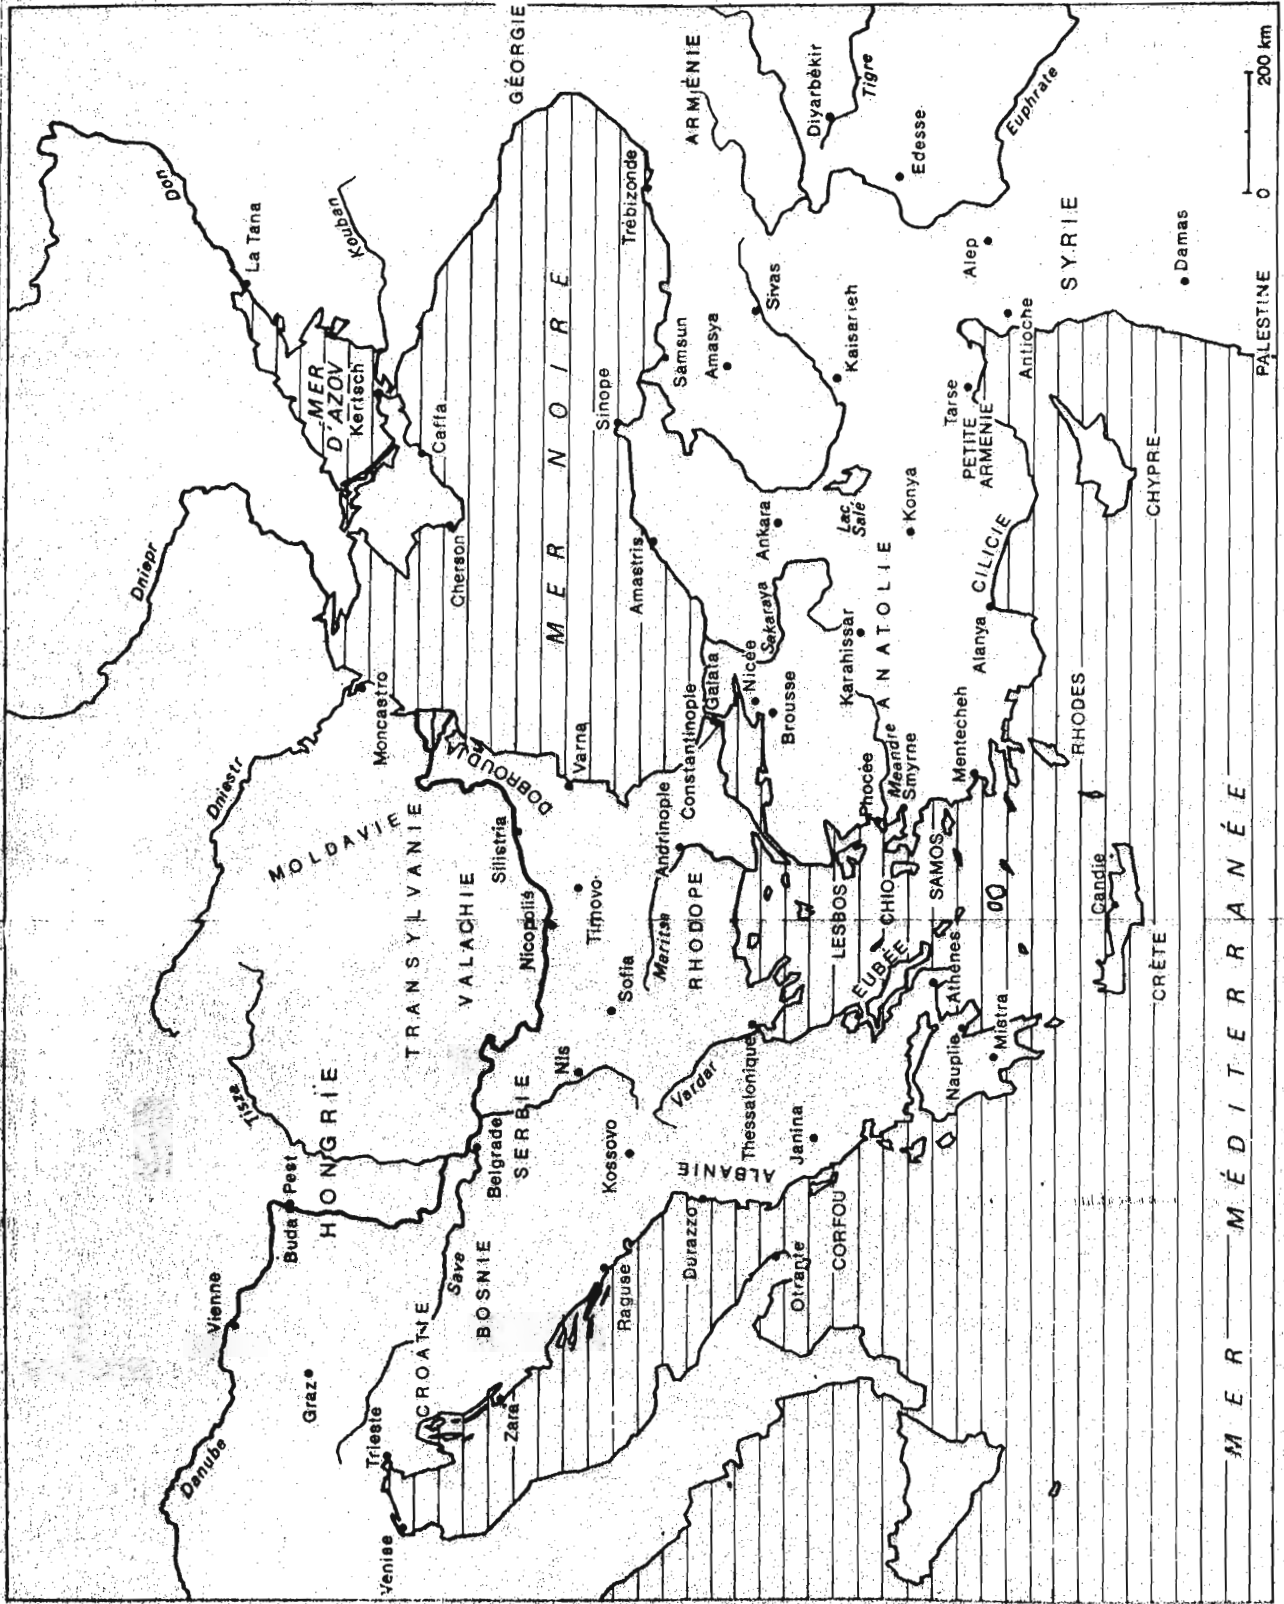 Danube
Vienne
Graz
Buda
Pest
HONGRIE
Tisza
Dniestr
MOLDAVIE
TRANSYLVANIE
VALACHIE
Dniepr
Don
La Tana
Kouban
MER
D'AZOV
Kertsch
Caffa
Cherson
Moncastro
DOBROUDJA
GÉORGIE
MER NOIRE
Venise
Trieste
CROATIE
Save
BOSNIE
Zara
Belgrade
SERBIE
Nis
Nicopolis
Silistria
Varna
Tirnovo
Sofia
Kossovo
Raguse
Durazzo
ALBANIE
Vardar
Maritsa
RHODOPE
Andrinople
Constantinople
Galata
Amastris
Sinope
Samsun
Trébizonde
ARMÉNIE
Amasya
Sivas
Nicée
Brousse
Sakaraya
Ankara
Thessalonique
Janina
Otrante
CORFOU
LESBOS
CHIO
EUBÉE
SAMOS
Phocée
Meandre
Smyrne
Karahissar
ANATOLIE
Lac
Salé
Kaisarieh
Konya
Diyarbékir
Tigre
Edesse
Euphrate
Athènes
Nauplie
Mistra
Mentecheh
Alanya
CILICIE
PETITE
ARMENIE
Tarse
Antioche
Alep
SYRIE
Damas
RHODES
Candie
CRÈTE
CHYPRE
PALESTINE
MER MÉDITERRANÉE
0 200 km